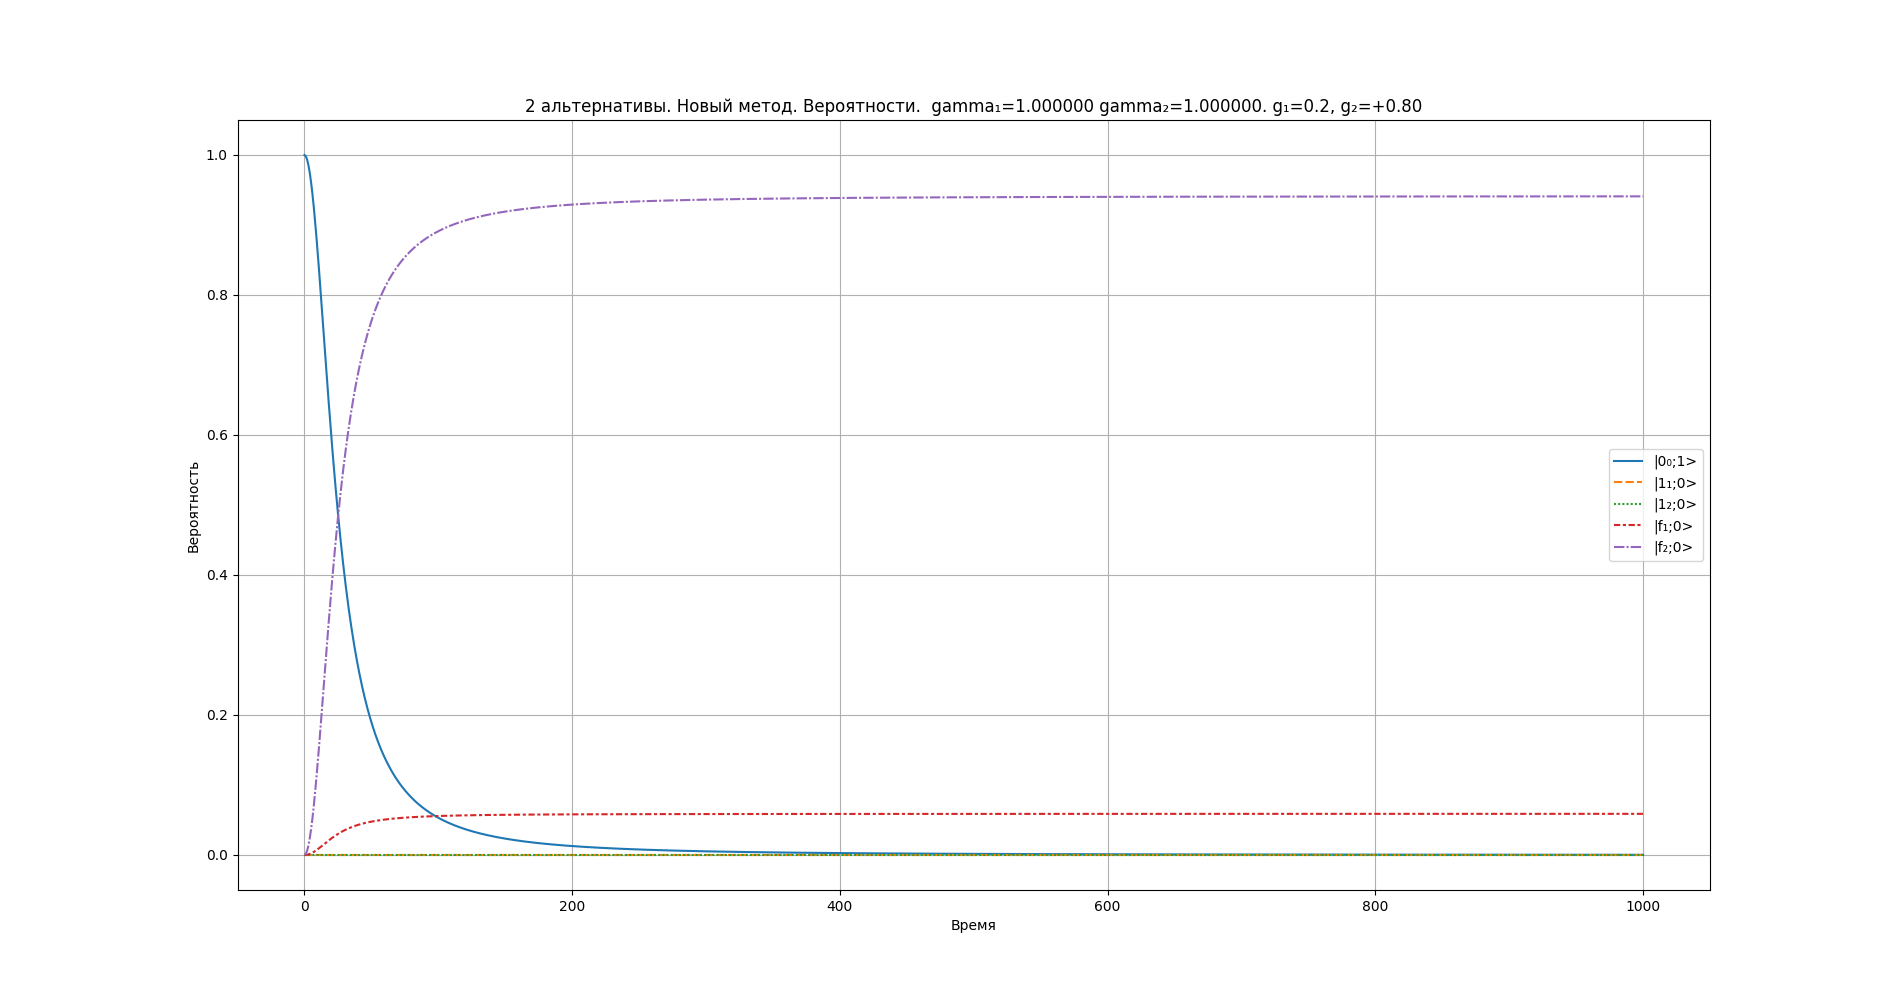 2 альтернативы. Новый метод. Вероятности.  gamma₁=1.000000 gamma₂=1.000000. g₁=0.2, g₂=+0.80
Вероятность
1.0
0.8
0.6
0.4
0.2
0.0
|0₀;1>
|1₁;0>
|1₂;0>
|f₁;0>
|f₂;0>
0 200 400 600 800 1000
Время